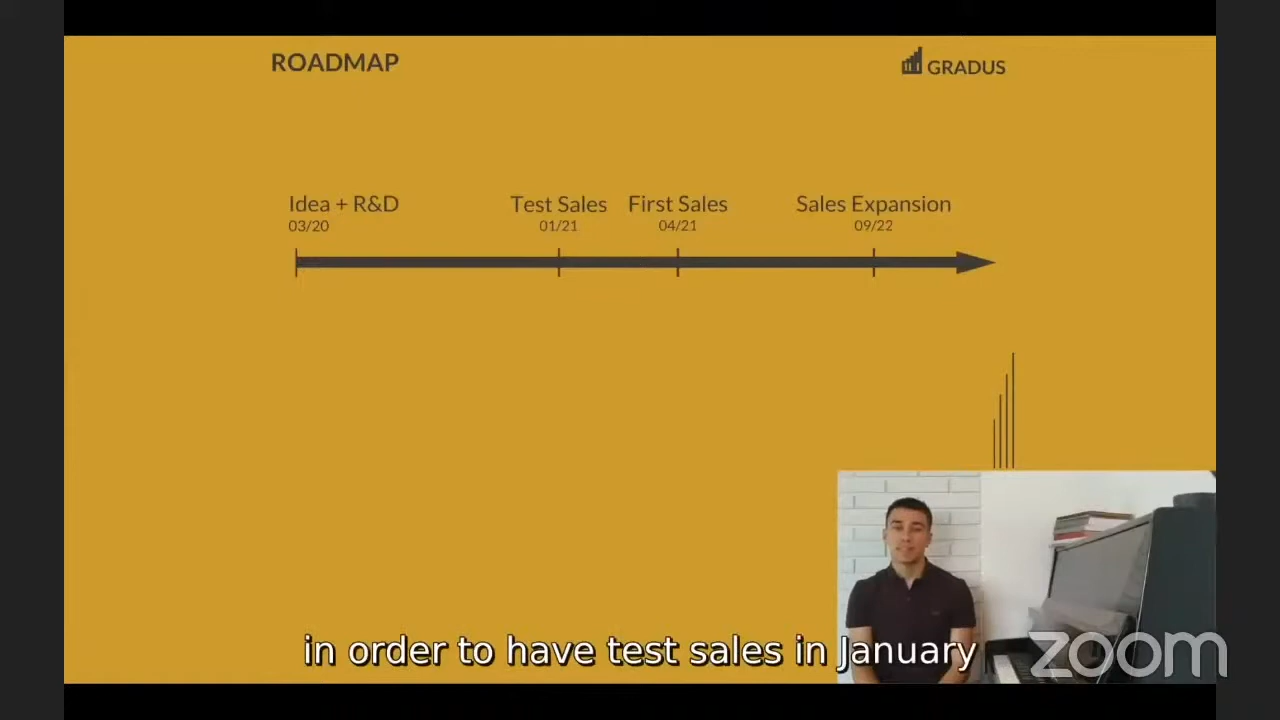 ROADMAP
GRADUS
Idea + R&D
03/20
Test Sales
01/21
First Sales
04/21
Sales Expansion
09/22
in order to have test sales in January
zoom